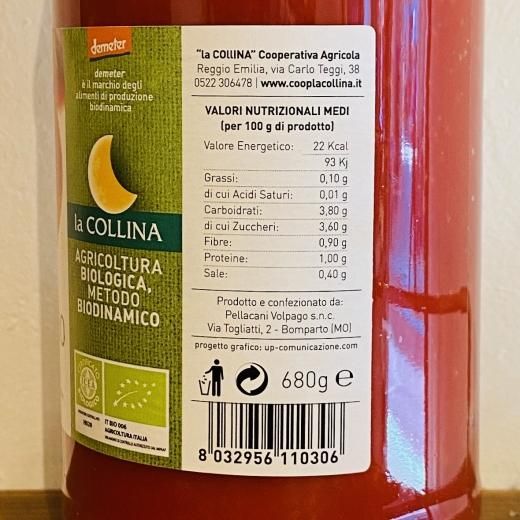 demeter
demeter
è il marchio degli
alimenti di produzione
biodinamica
la COLLINA
AGRICOLTURA
BIOLOGICA,
METODO
BIODINAMICO
IT BIO 006
AGRICOLTURA ITALIA
"la COllINA" Cooperativa Agricola
Reggio Emilia, via Carlo Teggi, 38
0522 306478 | www.cooplacollina.it
VALORI NUTRIZIONALI MEDI
(per 100 g di prodotto)
Valore Energetico: 22 Kcal
93 Kj
Grassi: 0,10 g
di cui Acidi Saturi: 0,01 g
Carboidrati: 3,80 g
di cui Zuccheri: 3,60 g
Fibre: 0,90 g
Proteine: 1,00 g
Sale: 0,40 g
Prodotto e confezionato da:
Pellacani Volpago s.n.c.
Via Togliatti, 2 - Bomporto (MO)
progetto grafico: up-comunicazione.com
680g e
8 032956 110306